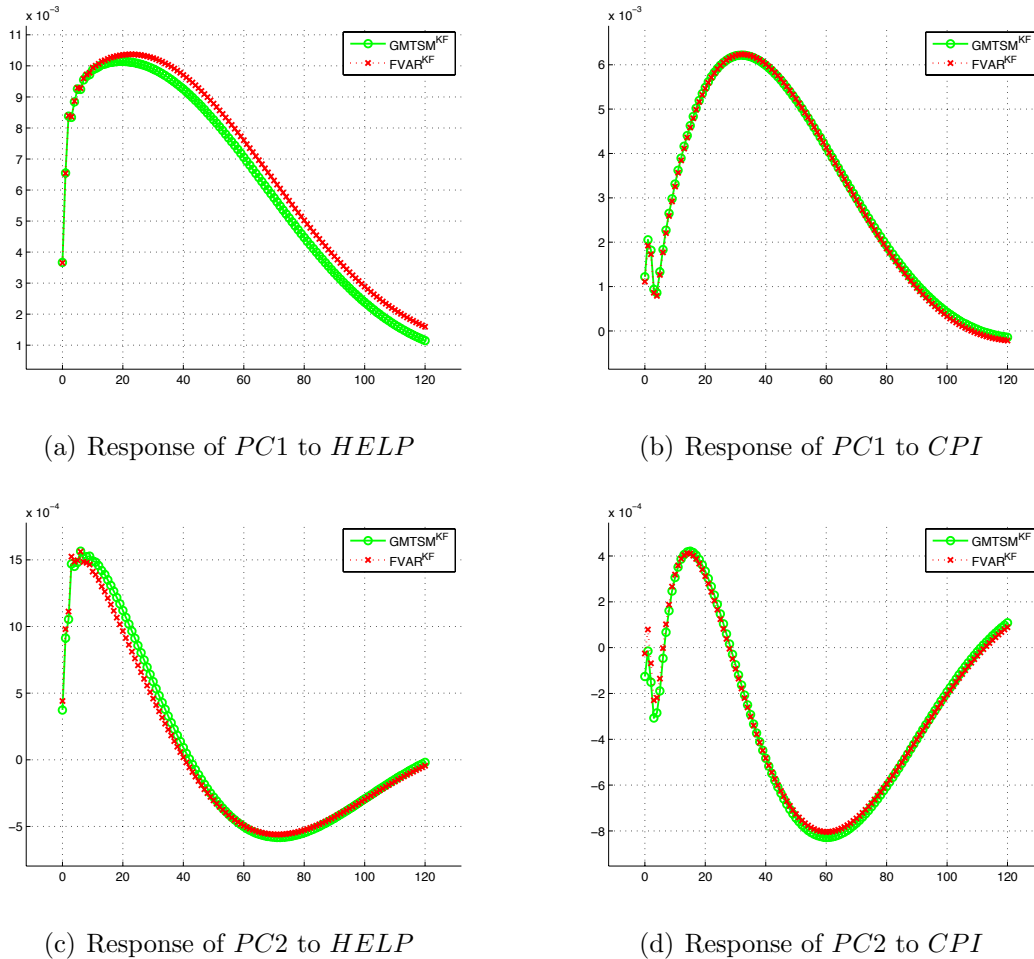 x 10⁻³
11
10
9
8
7
6
5
4
3
2
1
0 20 40 60 80 100 120
GMTSM^KF
FVAR^KF
(a) Response of PC1 to HELP
x 10⁻³
6
5
4
3
2
1
0
0 20 40 60 80 100 120
GMTSM^KF
FVAR^KF
(b) Response of PC1 to CPI
x 10⁻⁴
15
10
5
0
−5
0 20 40 60 80 100 120
GMTSM^KF
FVAR^KF
(c) Response of PC2 to HELP
x 10⁻⁴
4
2
0
−2
−4
−6
−8
0 20 40 60 80 100 120
GMTSM^KF
FVAR^KF
(d) Response of PC2 to CPI